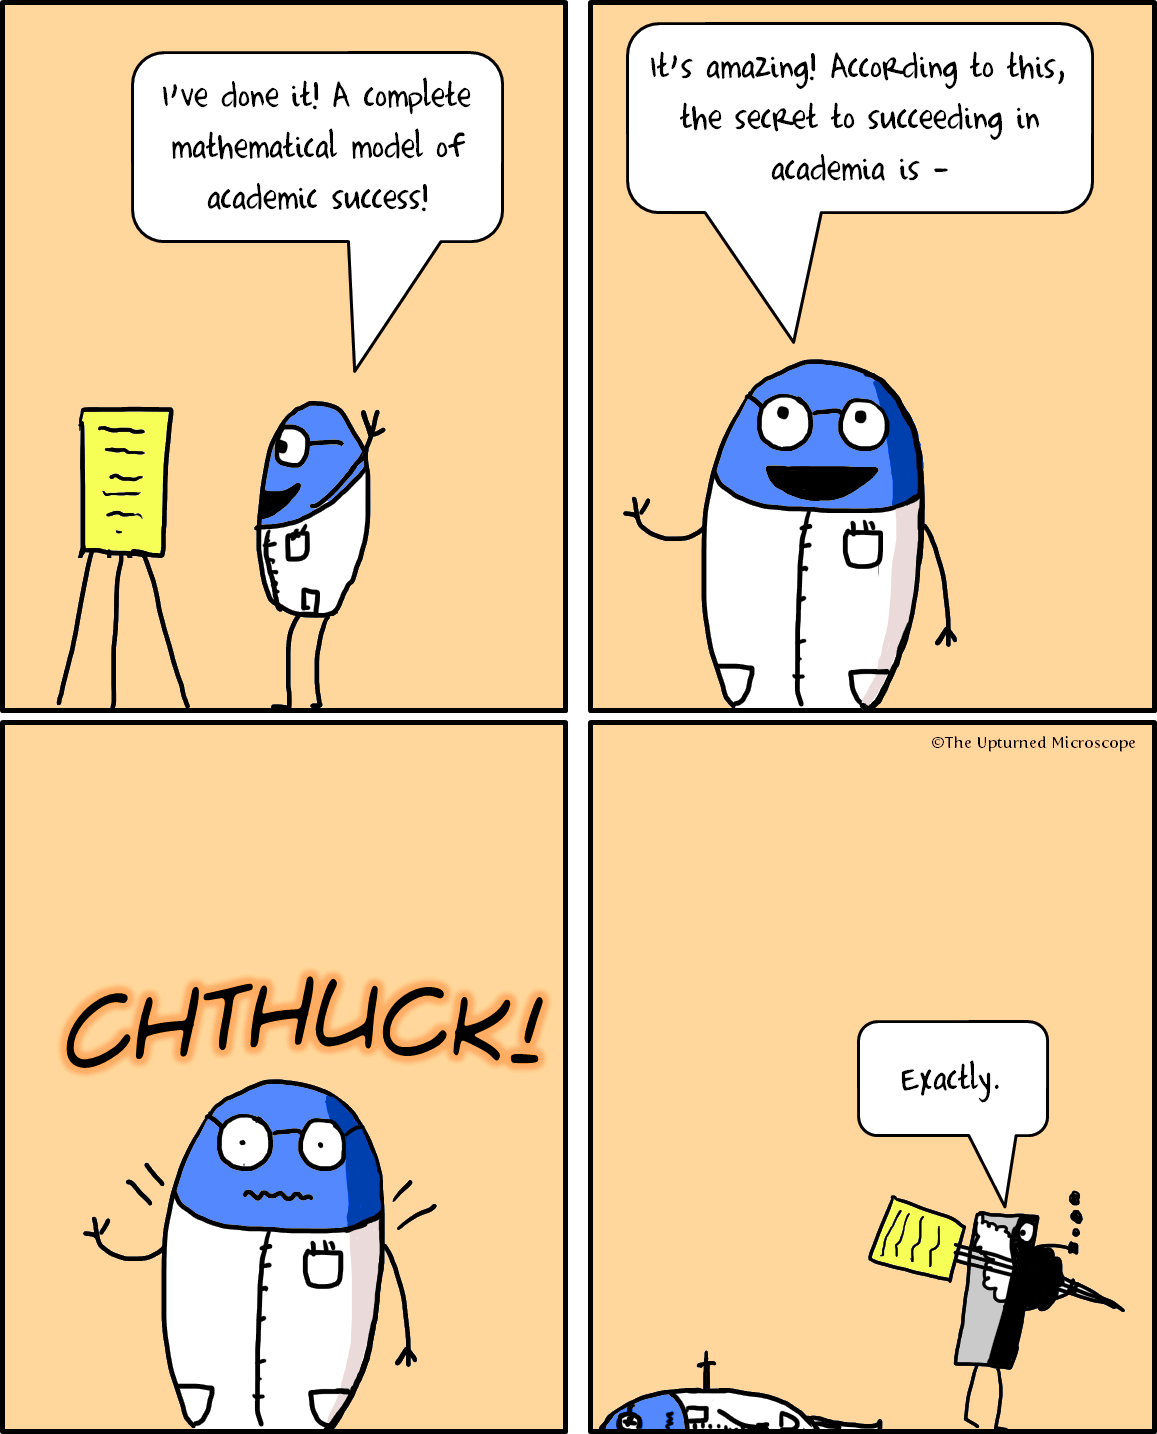 I've done it! A complete
mathematical model of
academic success!
It's amazing! According to this,
the secret to succeeding in
academia is -
CHTHUCK!
©The Upturned Microscope
Exactly.